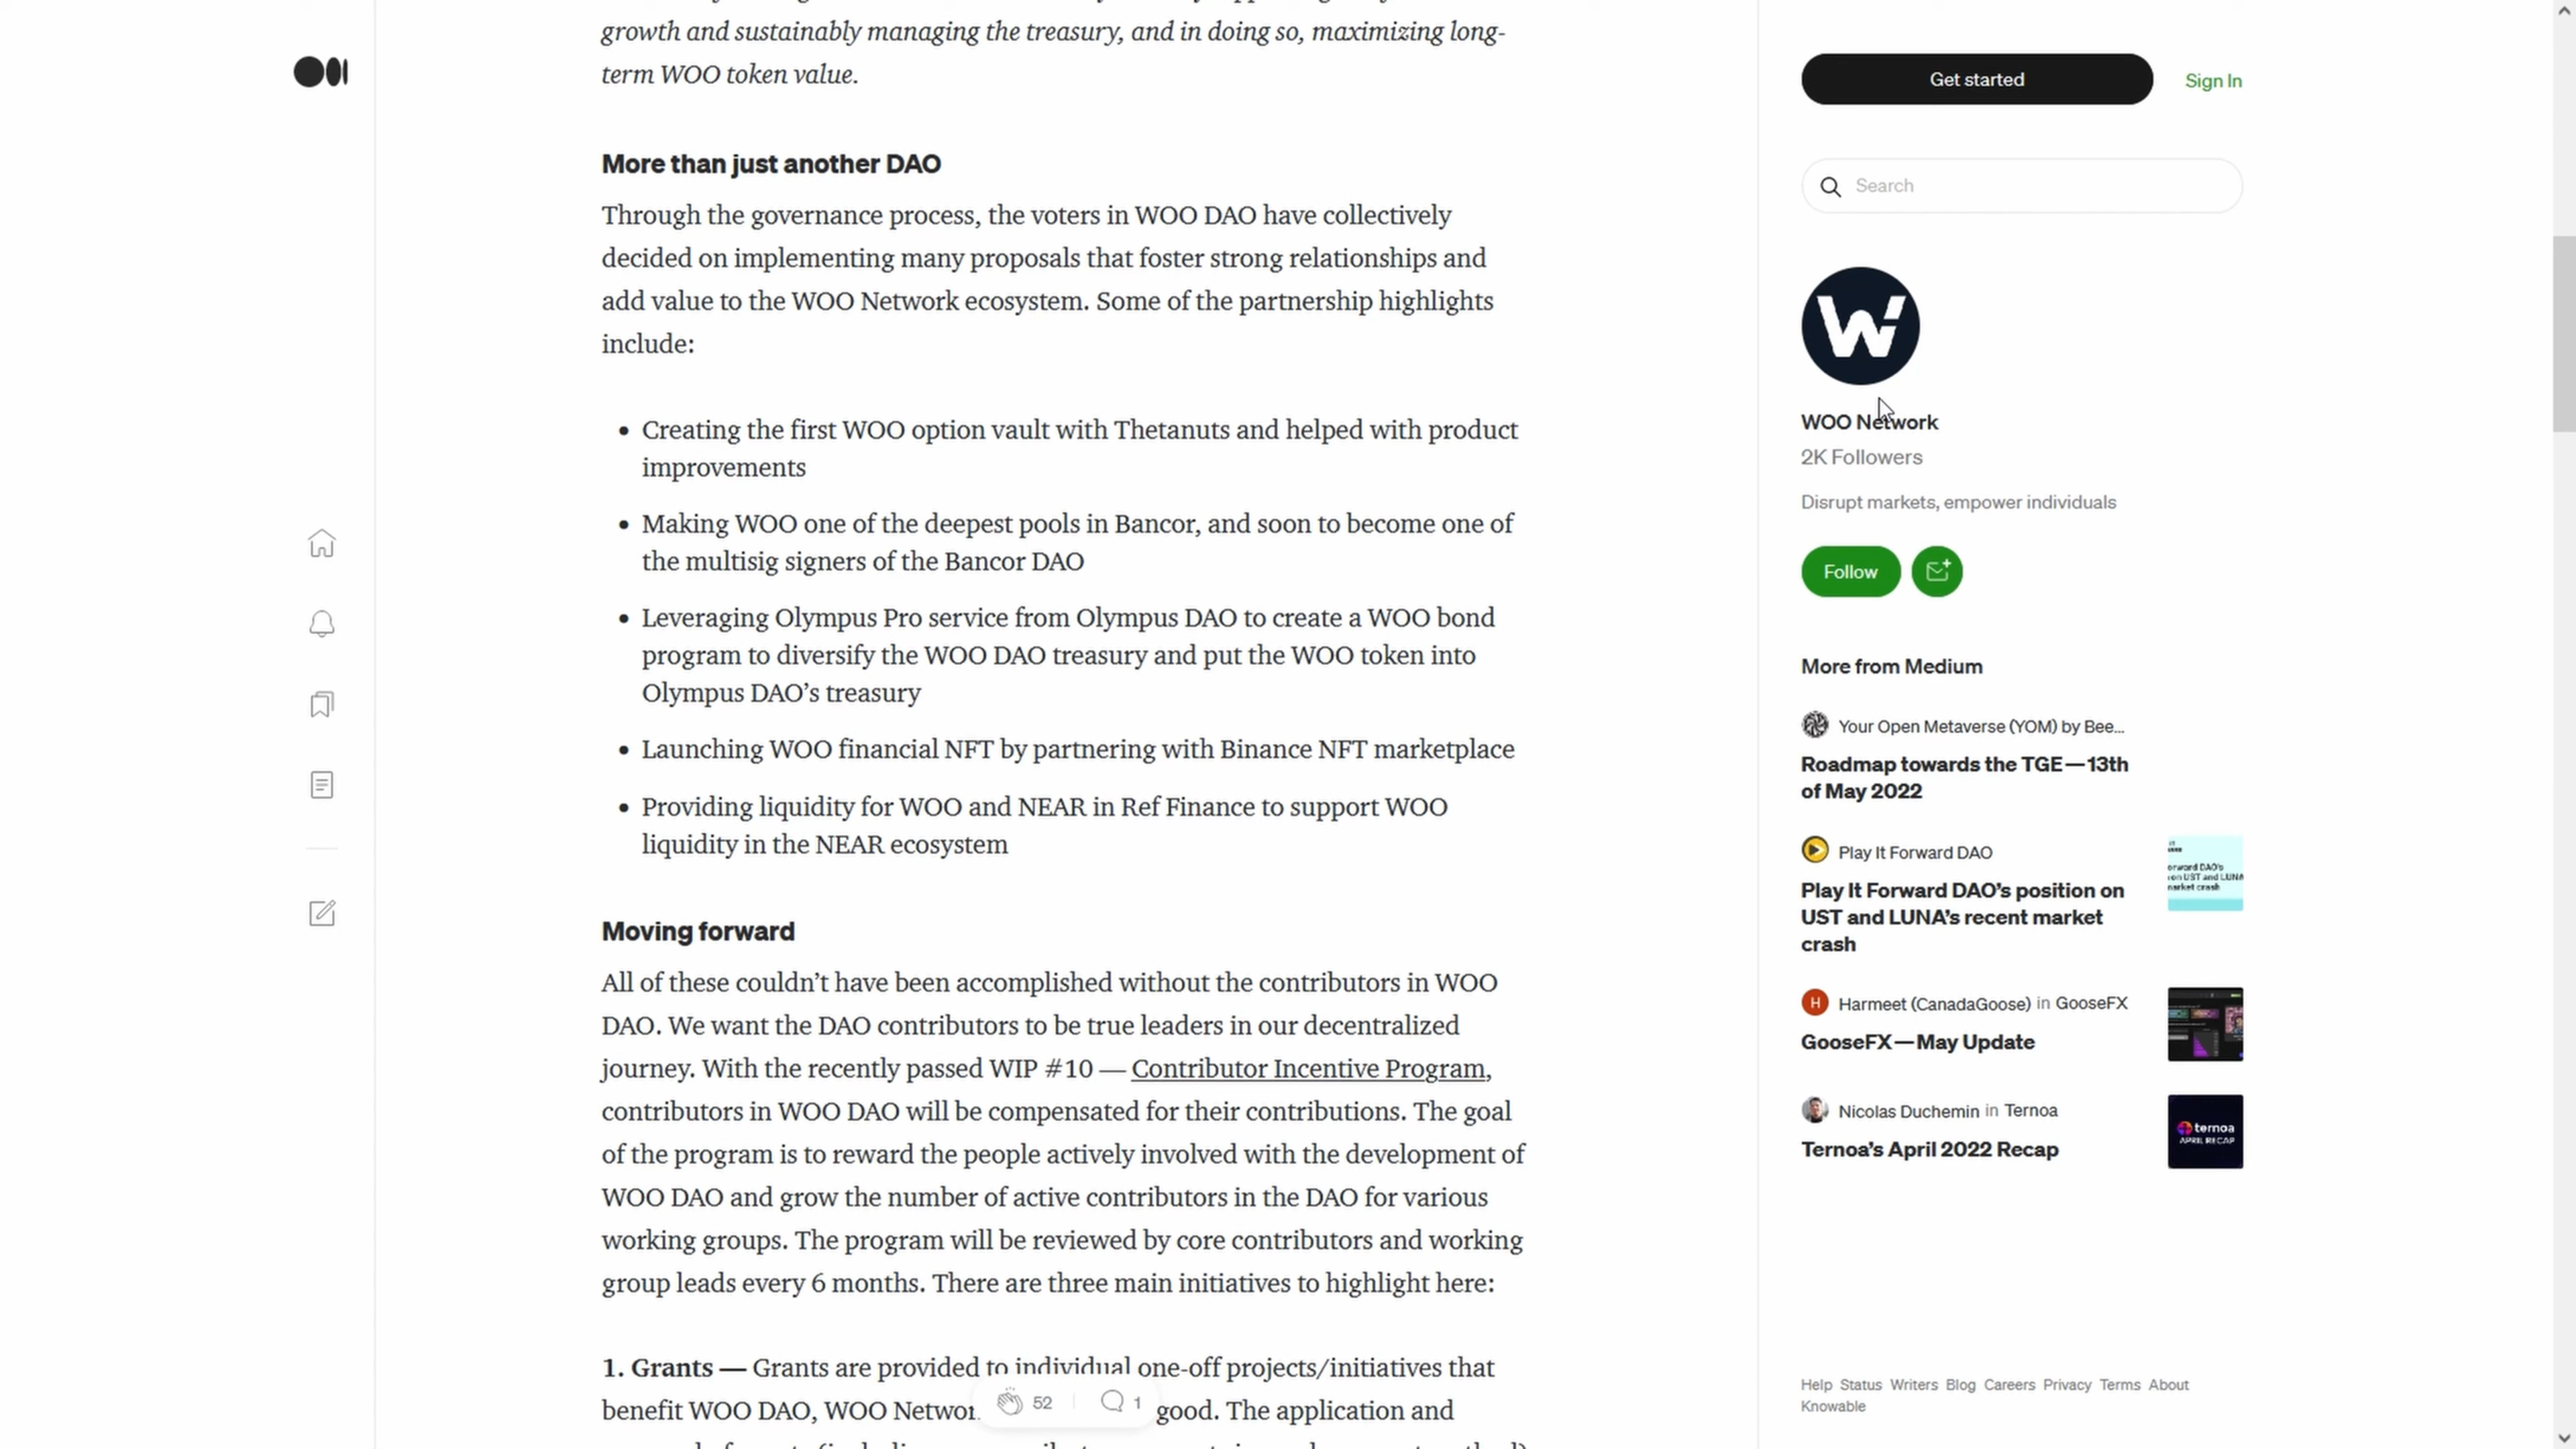 growth and sustainably managing the treasury, and in doing so, maximizing long-
term WOO token value.
More than just another DAO
Through the governance process, the voters in WOO DAO have collectively
decided on implementing many proposals that foster strong relationships and
add value to the WOO Network ecosystem. Some of the partnership highlights
include:
• Creating the first WOO option vault with Thetanuts and helped with product
improvements
• Making WOO one of the deepest pools in Bancor, and soon to become one of
the multisig signers of the Bancor DAO
• Leveraging Olympus Pro service from Olympus DAO to create a WOO bond
program to diversify the WOO DAO treasury and put the WOO token into
Olympus DAO’s treasury
• Launching WOO financial NFT by partnering with Binance NFT marketplace
• Providing liquidity for WOO and NEAR in Ref Finance to support WOO
liquidity in the NEAR ecosystem
Moving forward
All of these couldn’t have been accomplished without the contributors in WOO
DAO. We want the DAO contributors to be true leaders in our decentralized
journey. With the recently passed WIP #10 — Contributor Incentive Program,
contributors in WOO DAO will be compensated for their contributions. The goal
of the program is to reward the people actively involved with the development of
WOO DAO and grow the number of active contributors in the DAO for various
working groups. The program will be reviewed by core contributors and working
group leads every 6 months. There are three main initiatives to highlight here:
1. Grants — Grants are provided to individual one-off projects/initiatives that
benefit WOO DAO, WOO Networ good. The application and
52 1
Get started Sign In
Search
W
WOO Network
2K Followers
Disrupt markets, empower individuals
Follow
More from Medium
Your Open Metaverse (YOM) by Bee...
Roadmap towards the TGE—13th
of May 2022
Play It Forward DAO
Play It Forward DAO’s position on
UST and LUNA’s recent market
crash
orward DAO's
on UST and LUNA
market crash
H Harmeet (CanadaGoose) in GooseFX
GooseFX—May Update
Nicolas Duchemin in Ternoa
Ternoa’s April 2022 Recap
ternoa
APRIL RECAP
Help Status Writers Blog Careers Privacy Terms About
Knowable